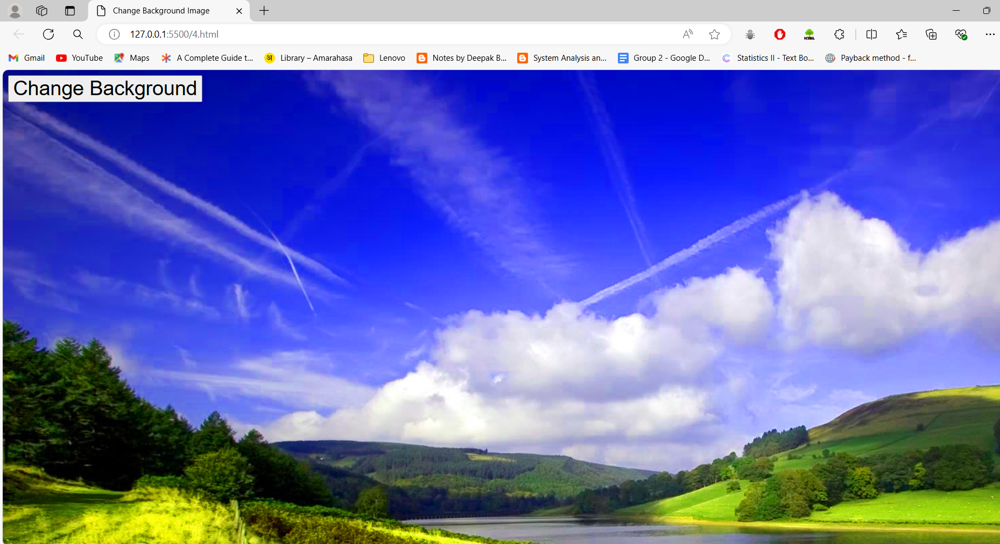 Change Background Image
127.0.0.1:5500/4.html
HTML
Gmail YouTube Maps A Complete Guide t... अ Library – Amarahasa Lenovo Notes by Deepak B... System Analysis an... Group 2 - Google D... Statistics II - Text Bo... Payback method - f...
Change Background